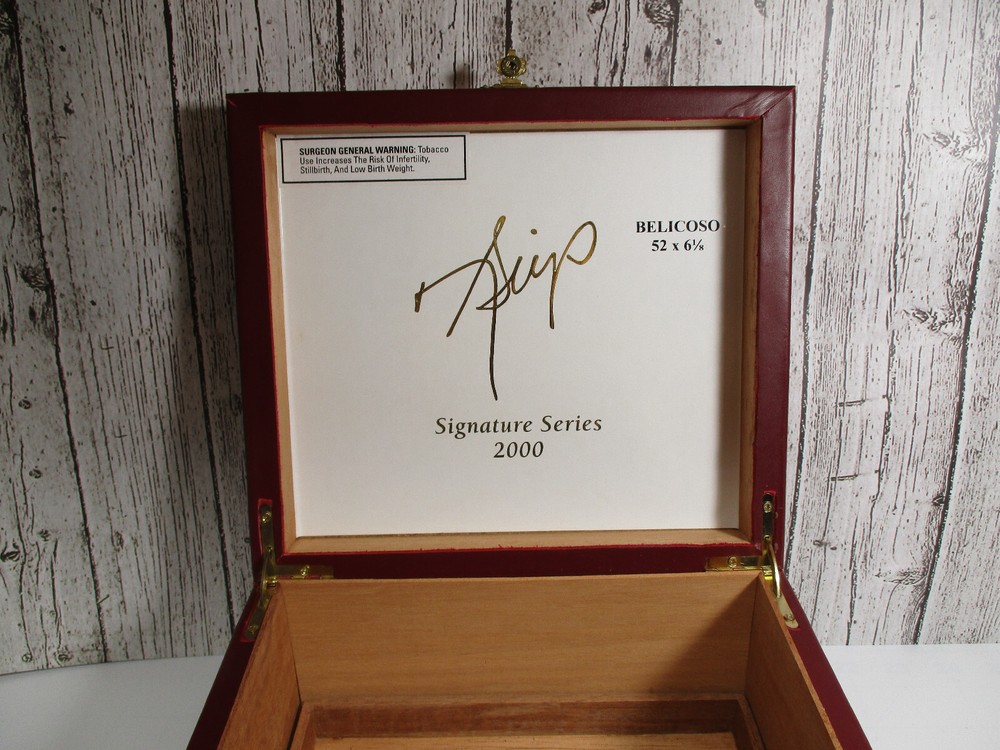 SURGEON GENERAL WARNING: Tobacco
Use Increases The Risk Of Infertility,
Stillbirth, And Low Birth Weight.
BELICOSO
52 x 6⅛
Signature Series
2000